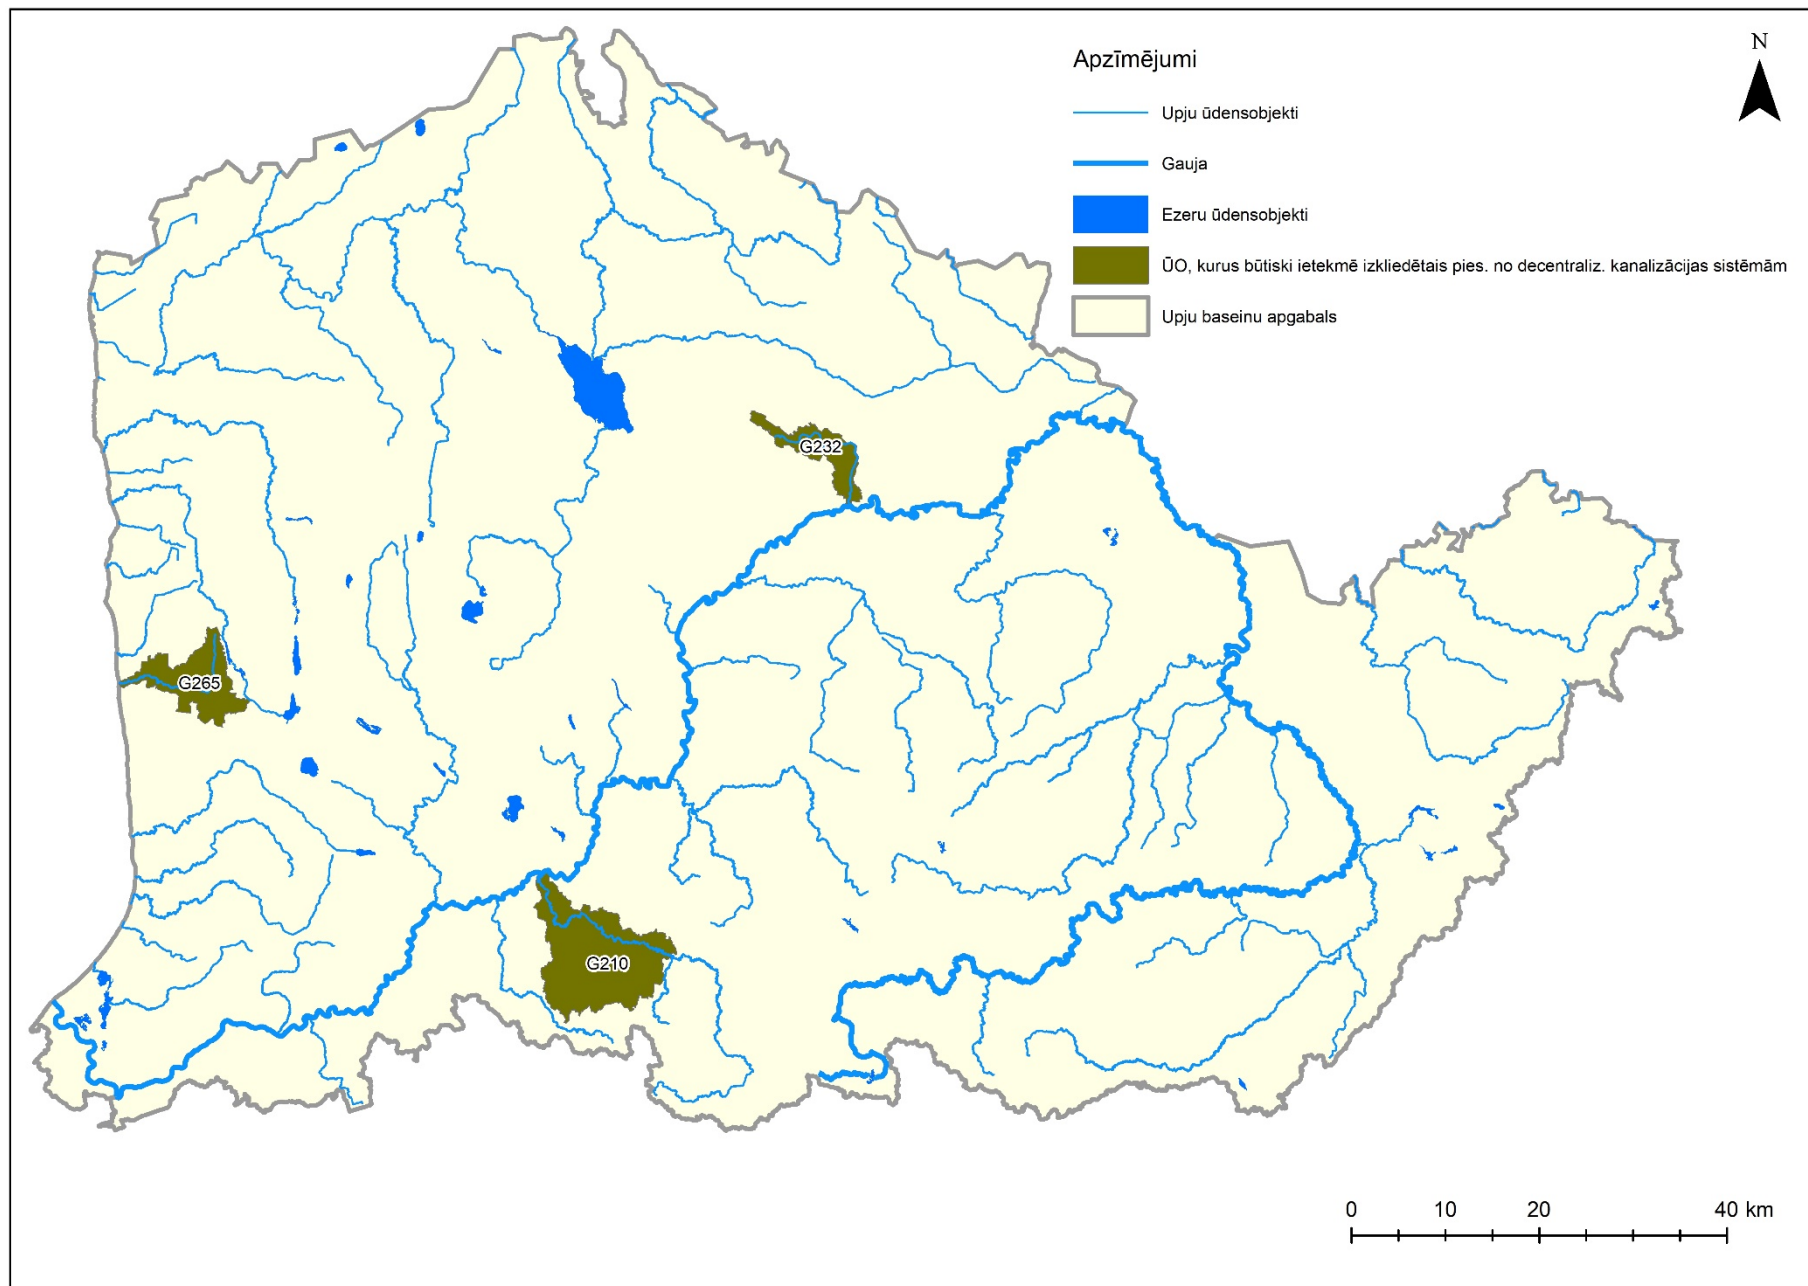 Apzīmējumi
N
Upju ūdensobjekti
Gauja
Ezeru ūdensobjekti
ŪO, kurus būtiski ietekmē izkliedētais pies. no decentraliz. kanalizācijas sistēmām
Upju baseinu apgabals
G232
G265
G210
0 10 20 40 km